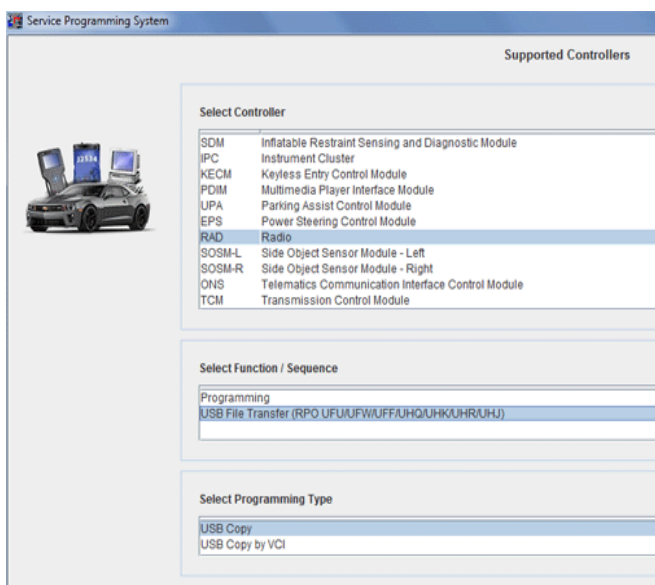 Service Programming System
Supported Controllers
Select Controller
SDM Inflatable Restraint Sensing and Diagnostic Module
IPC Instrument Cluster
KECM Keyless Entry Control Module
PDIM Multimedia Player Interface Module
UPA Parking Assist Control Module
EPS Power Steering Control Module
RAD Radio
SOSM-L Side Object Sensor Module - Left
SOSM-R Side Object Sensor Module - Right
ONS Telematics Communication Interface Control Module
TCM Transmission Control Module
Select Function / Sequence
Programming
USB File Transfer (RPO UFU/UFW/UFF/UHQ/UHK/UHR/UHJ)
Select Programming Type
USB Copy
USB Copy by VCI